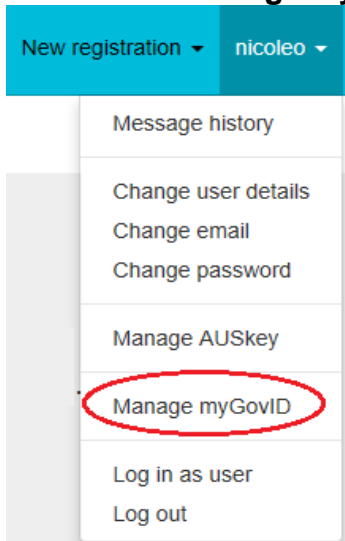 New registration nicoleo
Message history
Change user details
Change email
Change password
Manage AUSkey
Manage myGovID
Log in as user
Log out